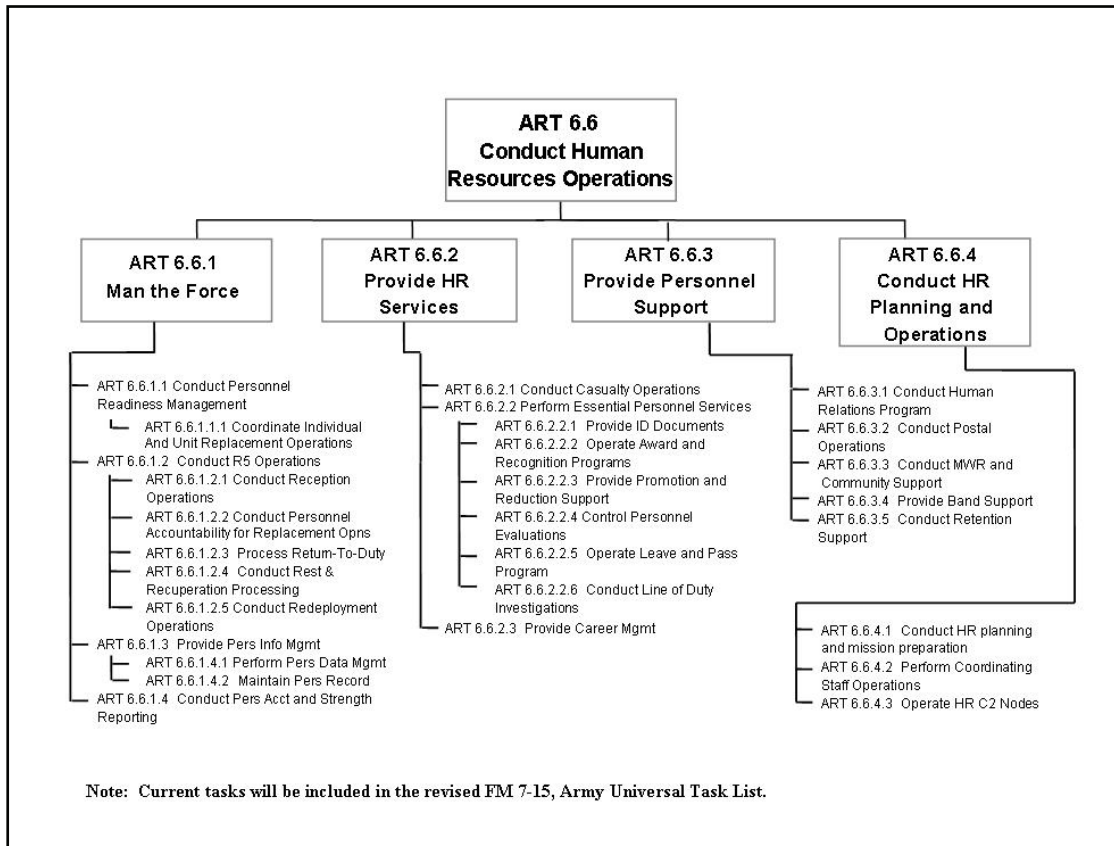 ART 6.6
Conduct Human
Resources Operations
ART 6.6.1
Man the Force
ART 6.6.2
Provide HR
Services
ART 6.6.3
Provide Personnel
Support
ART 6.6.4
Conduct HR
Planning and
Operations
ART 6.6.1.1 Conduct Personnel
Readiness Management
ART 6.6.1.1.1 Coordinate Individual
And Unit Replacement Operations
ART 6.6.1.2 Conduct R5 Operations
ART 6.6.1.2.1 Conduct Reception
Operations
ART 6.6.1.2.2 Conduct Personnel
Accountability for Replacement Opns
ART 6.6.1.2.3 Process Return-To-Duty
ART 6.6.1.2.4 Conduct Rest &
Recuperation Processing
ART 6.6.1.2.5 Conduct Redeployment
Operations
ART 6.6.1.3 Provide Pers Info Mgmt
ART 6.6.1.4.1 Perform Pers Data Mgmt
ART 6.6.1.4.2 Maintain Pers Record
ART 6.6.1.4 Conduct Pers Acct and Strength
Reporting
ART 6.6.2.1 Conduct Casualty Operations
ART 6.6.2.2 Perform Essential Personnel Services
ART 6.6.2.2.1 Provide ID Documents
ART 6.6.2.2.2 Operate Award and
Recognition Programs
ART 6.6.2.2.3 Provide Promotion and
Reduction Support
ART 6.6.2.2.4 Control Personnel
Evaluations
ART 6.6.2.2.5 Operate Leave and Pass
Program
ART 6.6.2.2.6 Conduct Line of Duty
Investigations
ART 6.6.2.3 Provide Career Mgmt
ART 6.6.3.1 Conduct Human
Relations Program
ART 6.6.3.2 Conduct Postal
Operations
ART 6.6.3.3 Conduct MWR and
Community Support
ART 6.6.3.4 Provide Band Support
ART 6.6.3.5 Conduct Retention
Support
ART 6.6.4.1 Conduct HR planning
and mission preparation
ART 6.6.4.2 Perform Coordinating
Staff Operations
ART 6.6.4.3 Operate HR C2 Nodes
Note: Current tasks will be included in the revised FM 7-15, Army Universal Task List.